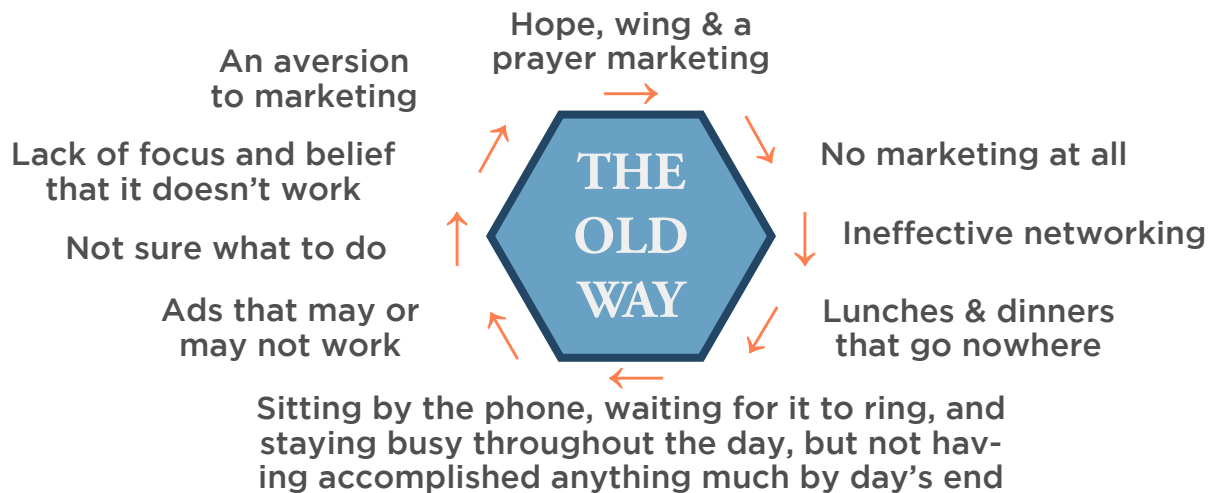 Hope, wing & a
prayer marketing
An aversion
to marketing
Lack of focus and belief
that it doesn't work
Not sure what to do
Ads that may or
may not work
THE
OLD
WAY
No marketing at all
Ineffective networking
Lunches & dinners
that go nowhere
Sitting by the phone, waiting for it to ring, and
staying busy throughout the day, but not hav-
ing accomplished anything much by day's end